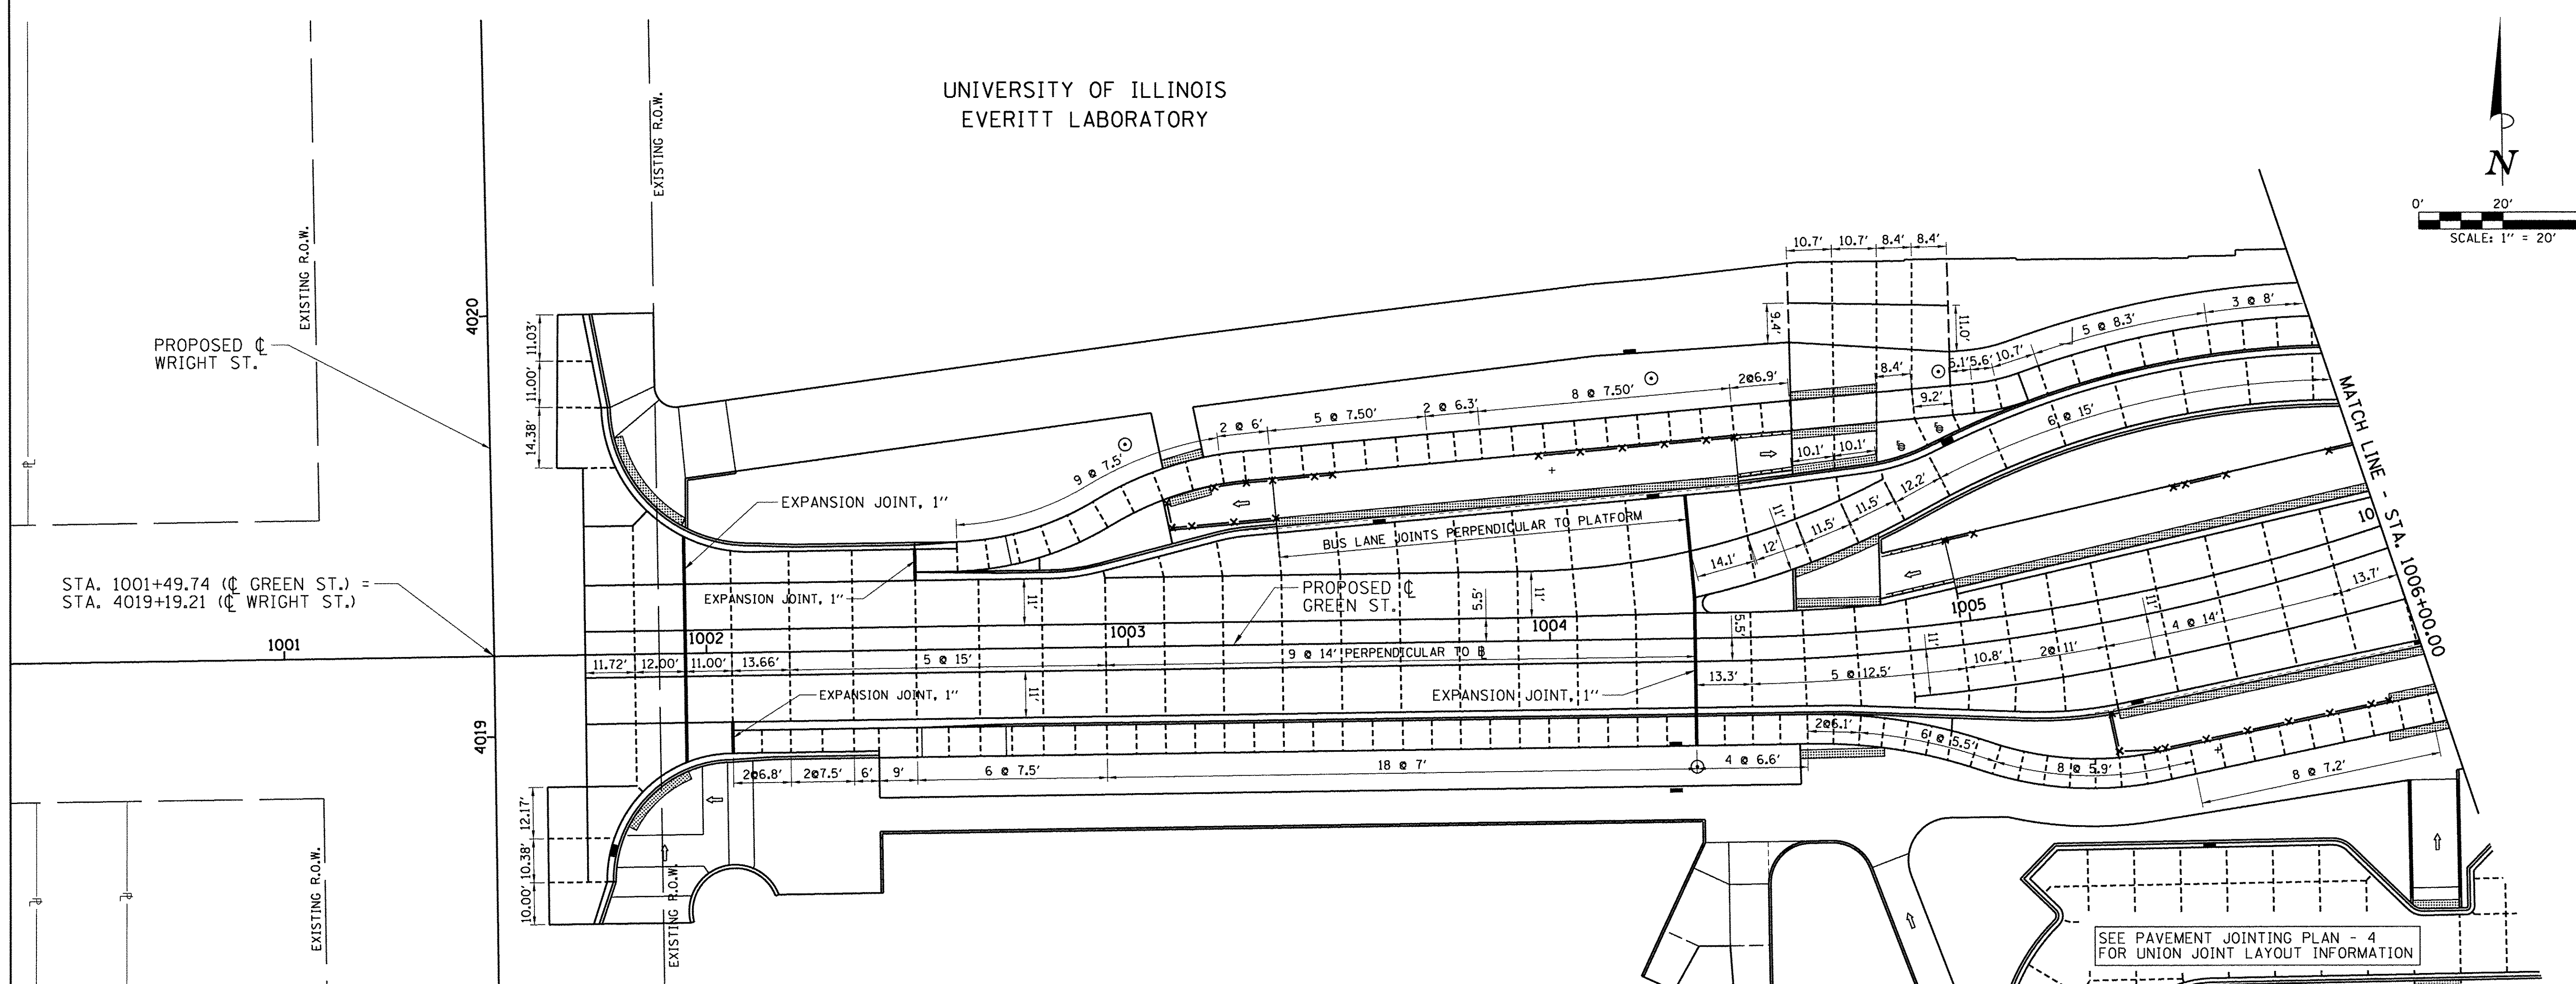 UNIVERSITY OF ILLINOIS
EVERITT LABORATORY
N
0'
20'
SCALE: 1" = 20'
EXISTING R.O.W.
EXISTING R.O.W.
4020
PROPOSED ℄
WRIGHT ST.
10.7'
10.7'
8.4'
8.4'
9.4'
11.0'
3 @ 8'
5 @ 8.3'
5.1'
5.6'
10.7'
8.4'
9.2'
11.03'
11.00'
14.38'
2@6.9'
8 @ 7.50'
2 @ 6.3'
5 @ 7.50'
2 @ 6'
9 @ 7.5'
6 @ 15'
MATCH LINE - STA. 1006+00.00
10.1'
10.1'
12.2'
11.5'
11.5'
12'
14.1'
11'
EXPANSION JOINT, 1"
BUS LANE JOINTS PERPENDICULAR TO PLATFORM
10
STA. 1001+49.74 (℄ GREEN ST.) =
STA. 4019+19.21 (℄ WRIGHT ST.)
EXPANSION JOINT, 1"
PROPOSED ℄
GREEN ST.
11'
5.5'
11'
5.5'
1001
1002
1003
1004
1005
11.72'
12.00'
11.00'
13.66'
5 @ 15'
9 @ 14' PERPENDICULAR TO ℄
13.3'
5 @ 12.5'
10.8'
2@ 11'
4 @ 14'
13.7'
11'
11'
11'
EXPANSION JOINT, 1"
EXPANSION JOINT, 1"
4019
2@6.8'
2@7.5'
6'
9'
6 @ 7.5'
18 @ 7'
4 @ 6.6'
2@6.1'
6 @ 5.5'
8 @ 5.9'
8 @ 7.2'
12.17'
10.38'
10.00'
EXISTING R.O.W.
EXISTING R.O.W.
℄
℄
℄
SEE PAVEMENT JOINTING PLAN - 4
FOR UNION JOINT LAYOUT INFORMATION